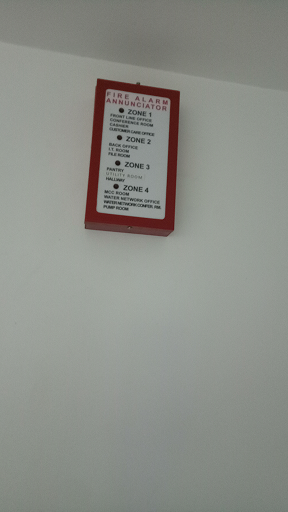 FIRE ALARM
ANNUNCIATOR
ZONE 1
FRONT LINE OFFICE
CONFERENCE ROOM
CASHIER
CUSTOMER CARE OFFICE
ZONE 2
BACK OFFICE
I.T. ROOM
FILE ROOM
ZONE 3
PANTRY
UTILITY ROOM
HALLWAY
ZONE 4
MCC ROOM
WATER NETWORK OFFICE
WATER NETWORK CONFER. RM.
PUMP ROOM